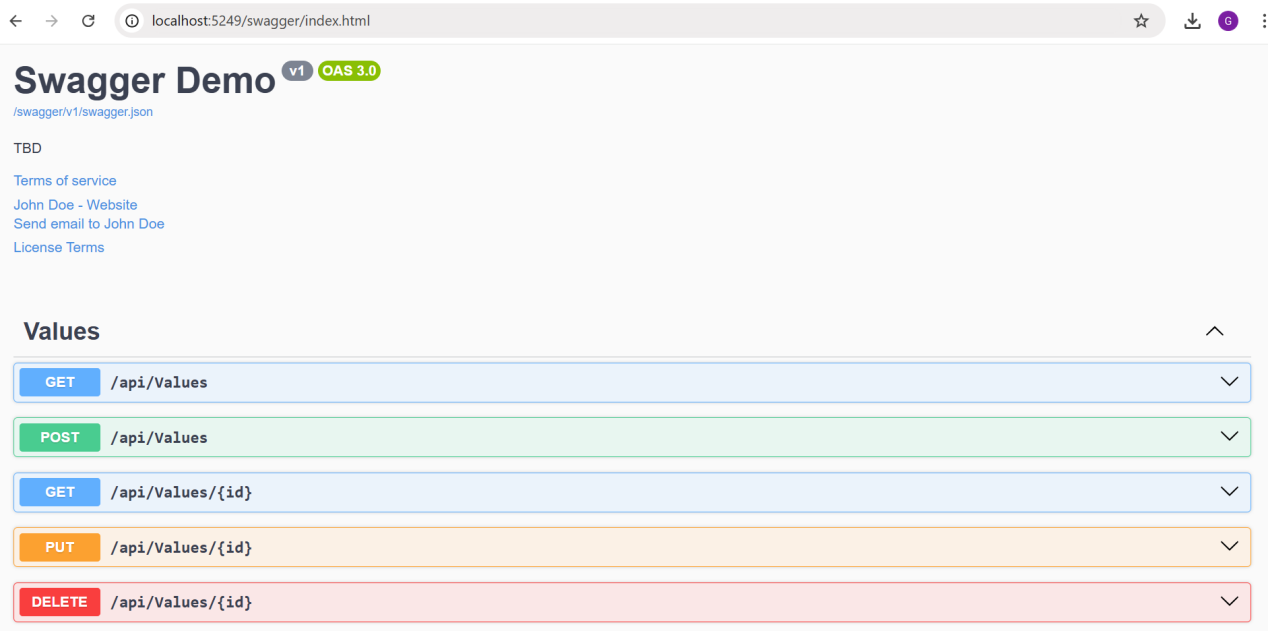 localhost:5249/swagger/index.html
G
Swagger Demo v1 OAS 3.0
/swagger/v1/swagger.json
TBD
Terms of service
John Doe - Website
Send email to John Doe
License Terms
Values
GET /api/Values
POST /api/Values
GET /api/Values/{id}
PUT /api/Values/{id}
DELETE /api/Values/{id}